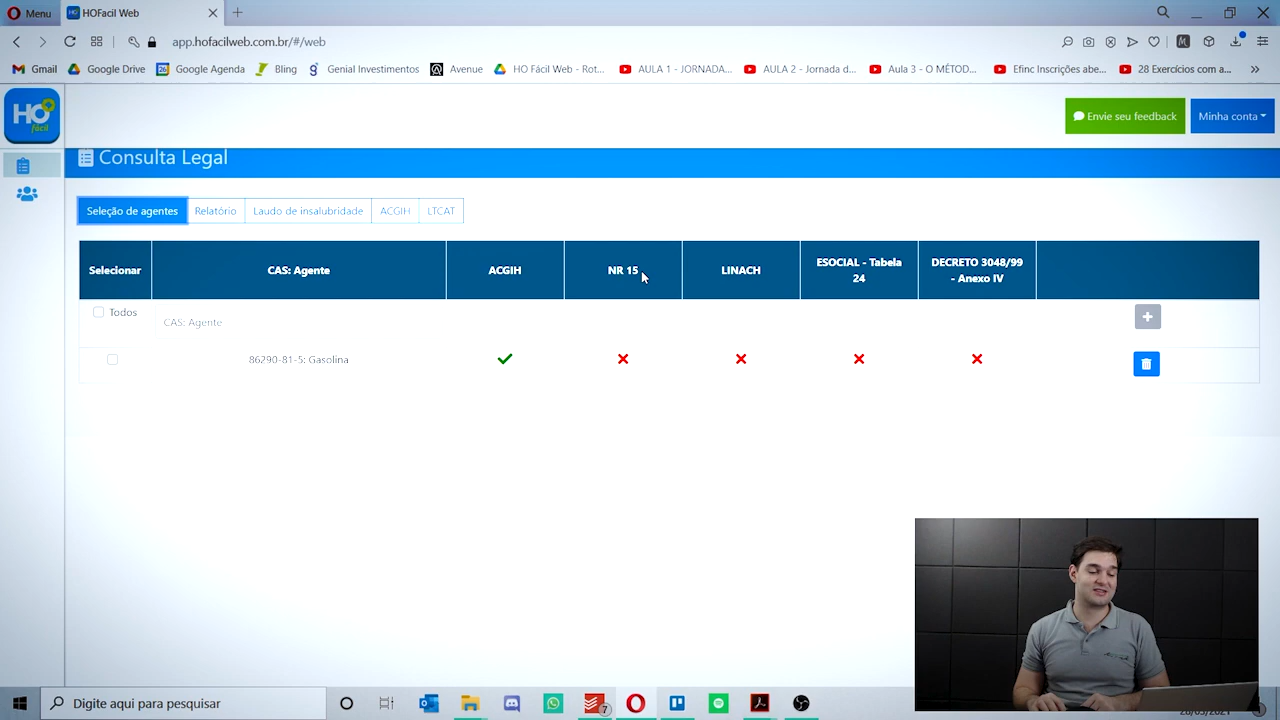 Menu
HOFacil Web
app.hofacilweb.com.br/#/web
Gmail
Google Drive
26
Google Agenda
Bling
Genial Investimentos
Avenue
HO Fácil Web - Rot...
AULA 1 - JORNADA...
AULA 2 - Jornada d...
Aula 3 - O MÉTOD...
Efinc Inscrições abe...
28 Exercícios com a...
HO
fácil
Envie seu feedback
Minha conta
Consulta Legal
Seleção de agentes
Relatório
Laudo de insalubridade
ACGIH
LTCAT
Selecionar
CAS: Agente
ACGIH
NR 15
LINACH
ESOCIAL - Tabela
24
DECRETO 3048/99
- Anexo IV
Todos
CAS: Agente
86290-81-5: Gasolina
Digite aqui para pesquisar
7